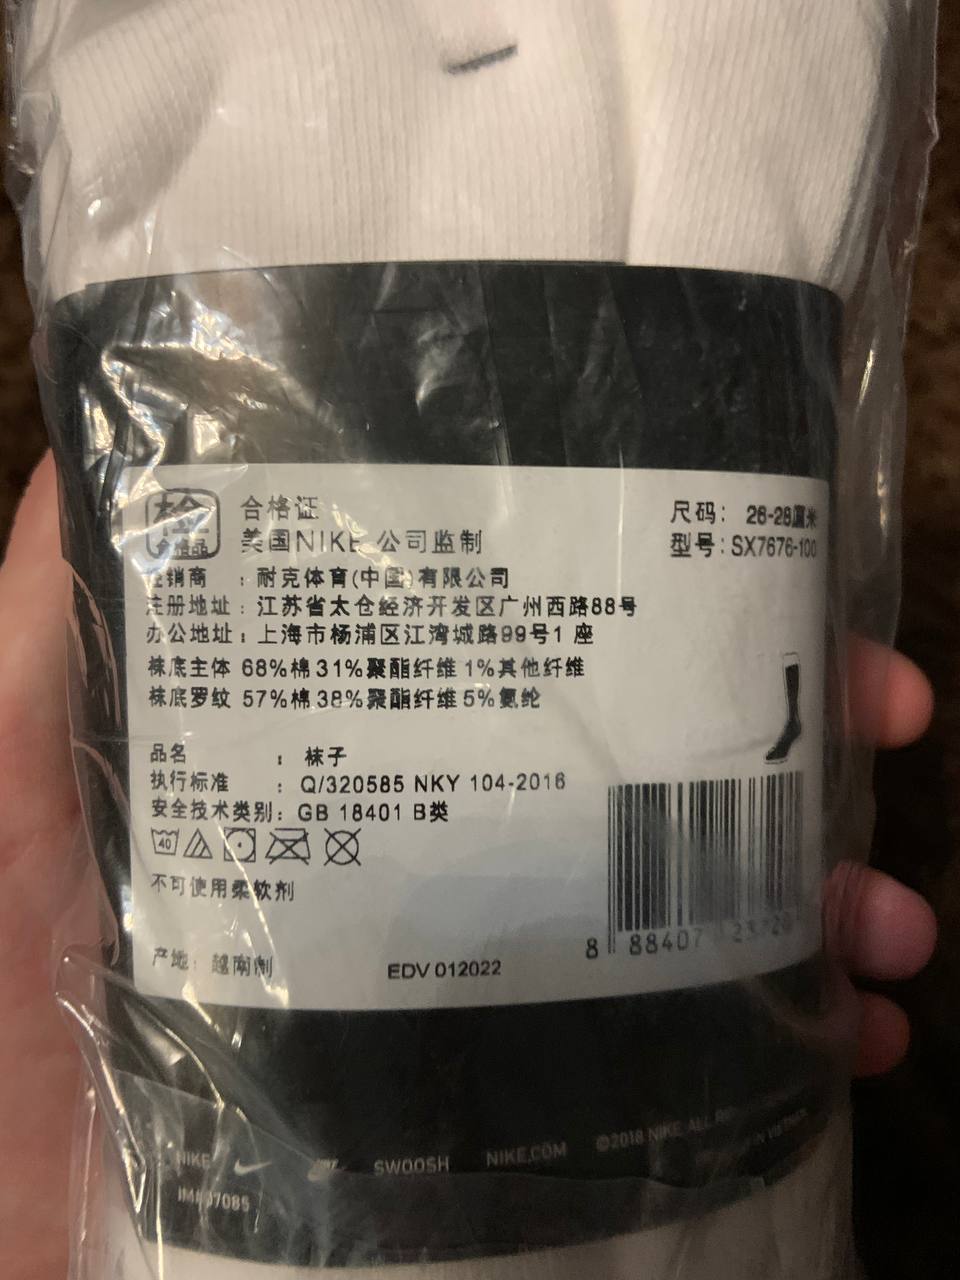 检
合格品
合格证
美国NIKE 公司监制
尺码： 26-28厘米
型号：SX7676-100
经销商 ：耐克体育(中国)有限公司
注册地址：江苏省太仓经济开发区广州西路88号
办公地址：上海市杨浦区江湾城路99号1 座
袜底主体 68%棉 31%聚酯纤维 1%其他纤维
袜底罗纹 57%棉 38%聚酯纤维 5%氨纶
品名 ： 袜子
执行标准 ： Q/320585 NKY 104-2016
安全技术类别：GB 18401 B类
40
不可使用柔软剂
产地：越南制
EDV 012022
8 88407
NIKE
SWOOSH
NIKE.COM
©2018 NIKE ALL
IN VIETNAM